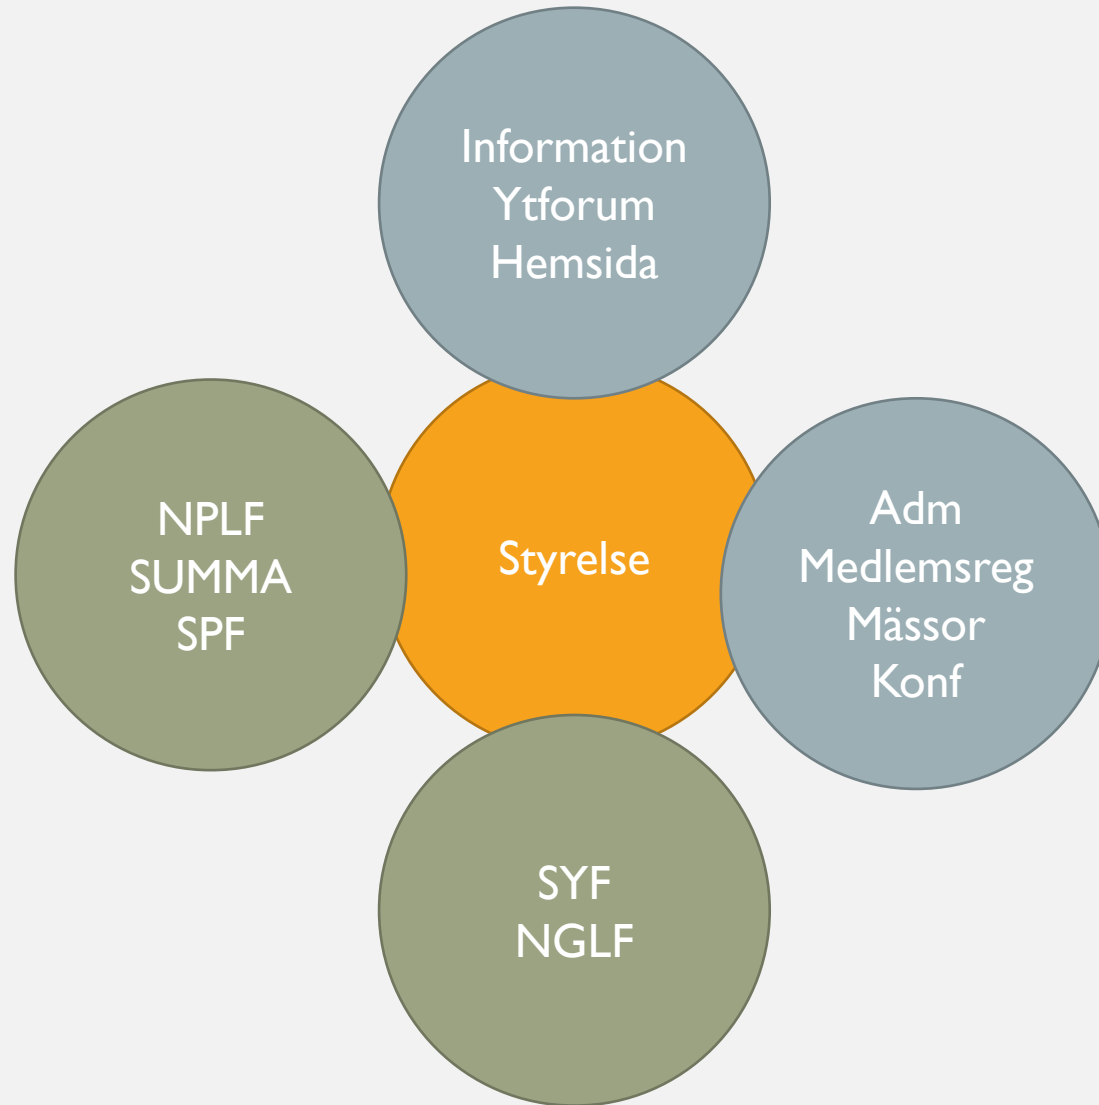 Information
Ytforum
Hemsida
NPLF
SUMMA
SPF
Styrelse
Adm
Medlemsreg
Mässor
Konf
SYF
NGLF